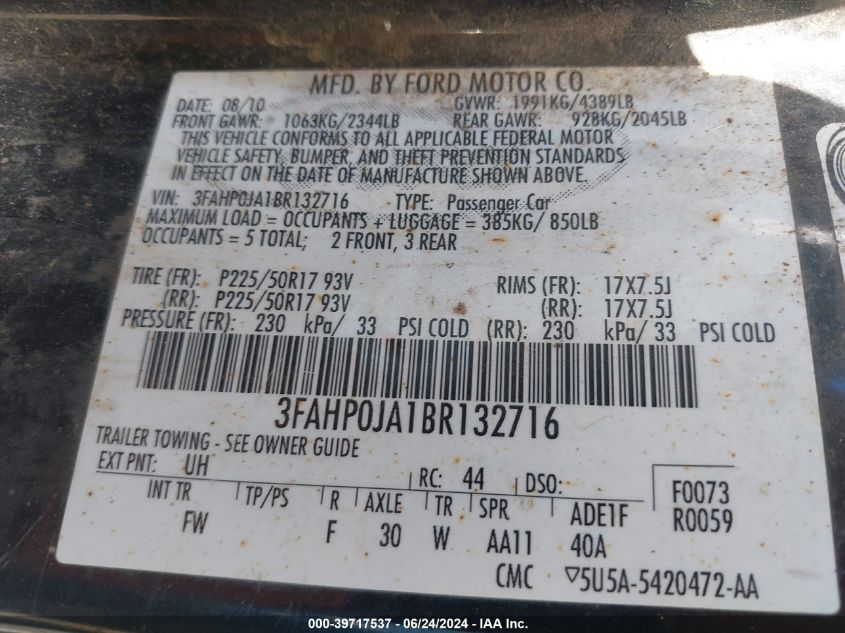 MFD. BY FORD MOTOR CO.
DATE: 08/10 GVWR: 1991KG/4389LB
FRONT GAWR: 1063KG/2344LB REAR GAWR: 928KG/2045LB
THIS VEHICLE CONFORMS TO ALL APPLICABLE FEDERAL MOTOR
VEHICLE SAFETY, BUMPER, AND THEFT PREVENTION STANDARDS
IN EFFECT ON THE DATE OF MANUFACTURE SHOWN ABOVE.
VIN: 3FAHP0JA1BR132716 TYPE: Passenger Car
MAXIMUM LOAD = OCCUPANTS + LUGGAGE = 385KG/ 850LB
OCCUPANTS = 5 TOTAL; 2 FRONT, 3 REAR
TIRE (FR): P225/50R17 93V RIMS (FR): 17X7.5J
(RR): P225/50R17 93V (RR): 17X7.5J
PRESSURE (FR): 230 kPa/ 33 PSI COLD (RR): 230 kPa/ 33 PSI COLD
3FAHP0JA1BR132716
TRAILER TOWING - SEE OWNER GUIDE
EXT PNT: UH RC: 44 DSO: F0073
INT TR TP/PS R AXLE TR SPR ADE1F R0059
FW F 30 W AA11 40A
CMC ▽5U5A-5420472-AA
000-39717537 - 06/24/2024 - IAA, Inc.